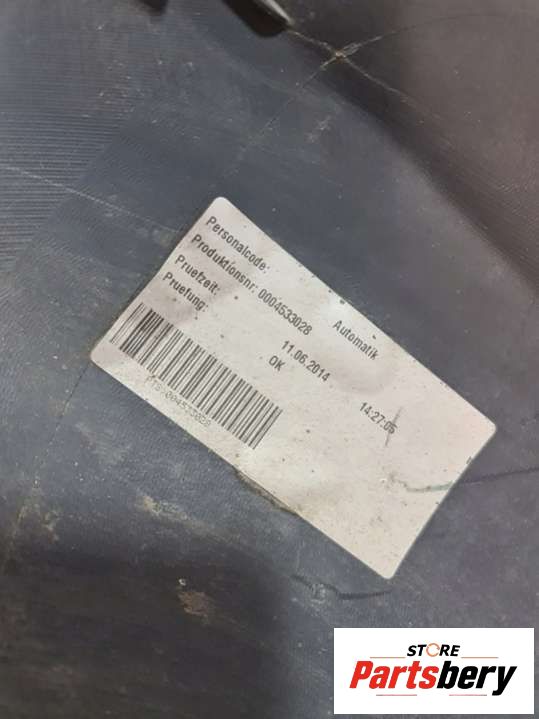 Personalcode: Automatik
Produktionsnr: 0004533028
Pruefzeit: 11.06.2014 14:27:05
Pruefung: OK
STORE
Partsbery